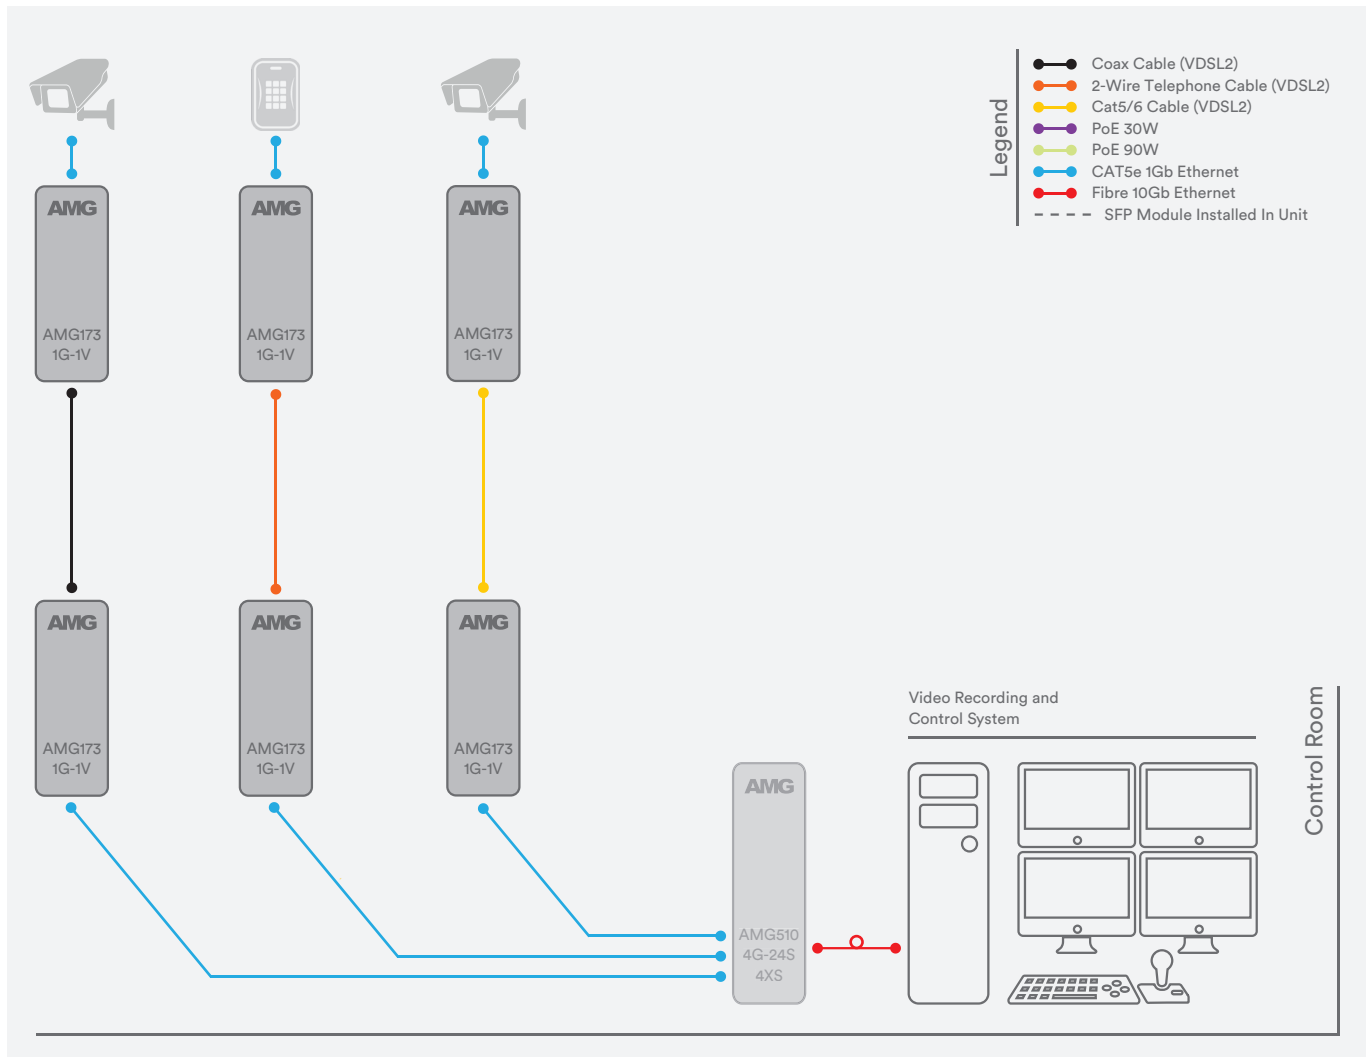 Legend
Coax Cable (VDSL2)
2-Wire Telephone Cable (VDSL2)
Cat5/6 Cable (VDSL2)
PoE 30W
PoE 90W
CAT5e 1Gb Ethernet
Fibre 10Gb Ethernet
SFP Module Installed In Unit
AMG
AMG173
1G-1V
AMG
AMG173
1G-1V
AMG
AMG173
1G-1V
AMG
AMG173
1G-1V
AMG
AMG173
1G-1V
AMG
AMG173
1G-1V
AMG
AMG510
4G-24S
4XS
Video Recording and
Control System
Control Room